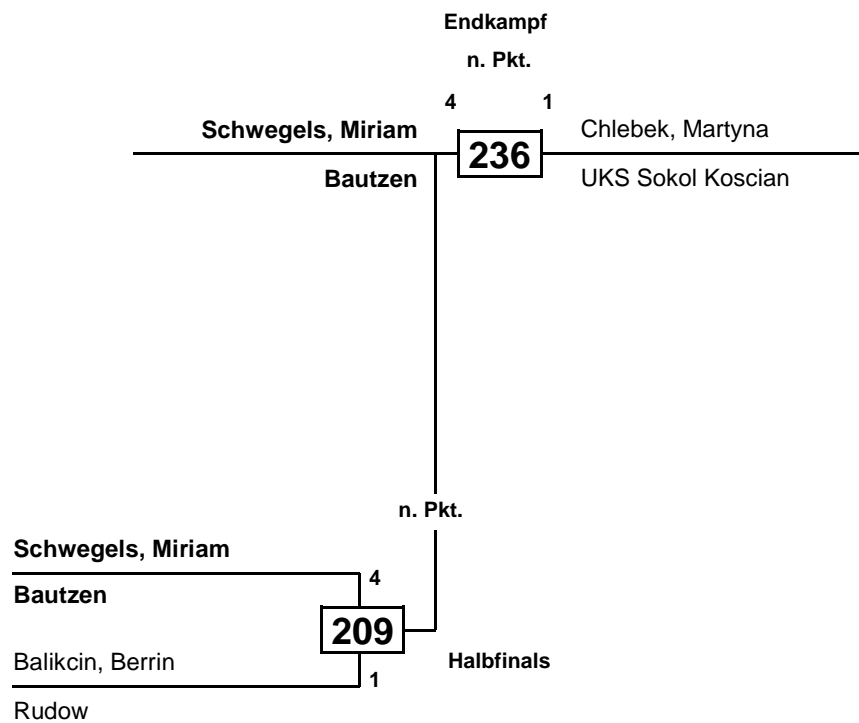 Endkampf
n. Pkt.
4 1
Schwegels, Miriam 236 Chlebek, Martyna
Bautzen UKS Sokol Koscian
n. Pkt.
Schwegels, Miriam
4
Bautzen
209
Balikcin, Berrin Halbfinals
1
Rudow